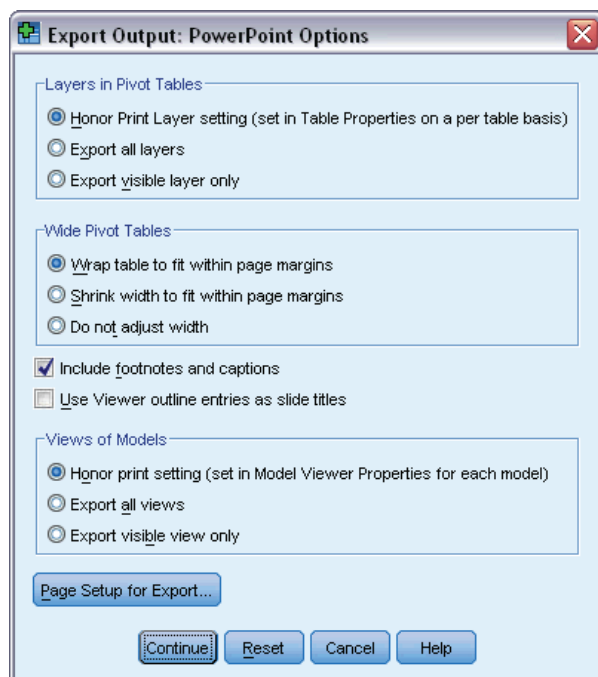 Export Output: PowerPoint Options
Layers in Pivot Tables
Honor Print Layer setting (set in Table Properties on a per table basis)
Export all layers
Export visible layer only
Wide Pivot Tables
Wrap table to fit within page margins
Shrink width to fit within page margins
Do not adjust width
Include footnotes and captions
Use Viewer outline entries as slide titles
Views of Models
Honor print setting (set in Model Viewer Properties for each model)
Export all views
Export visible view only
Page Setup for Export...
Continue Reset Cancel Help